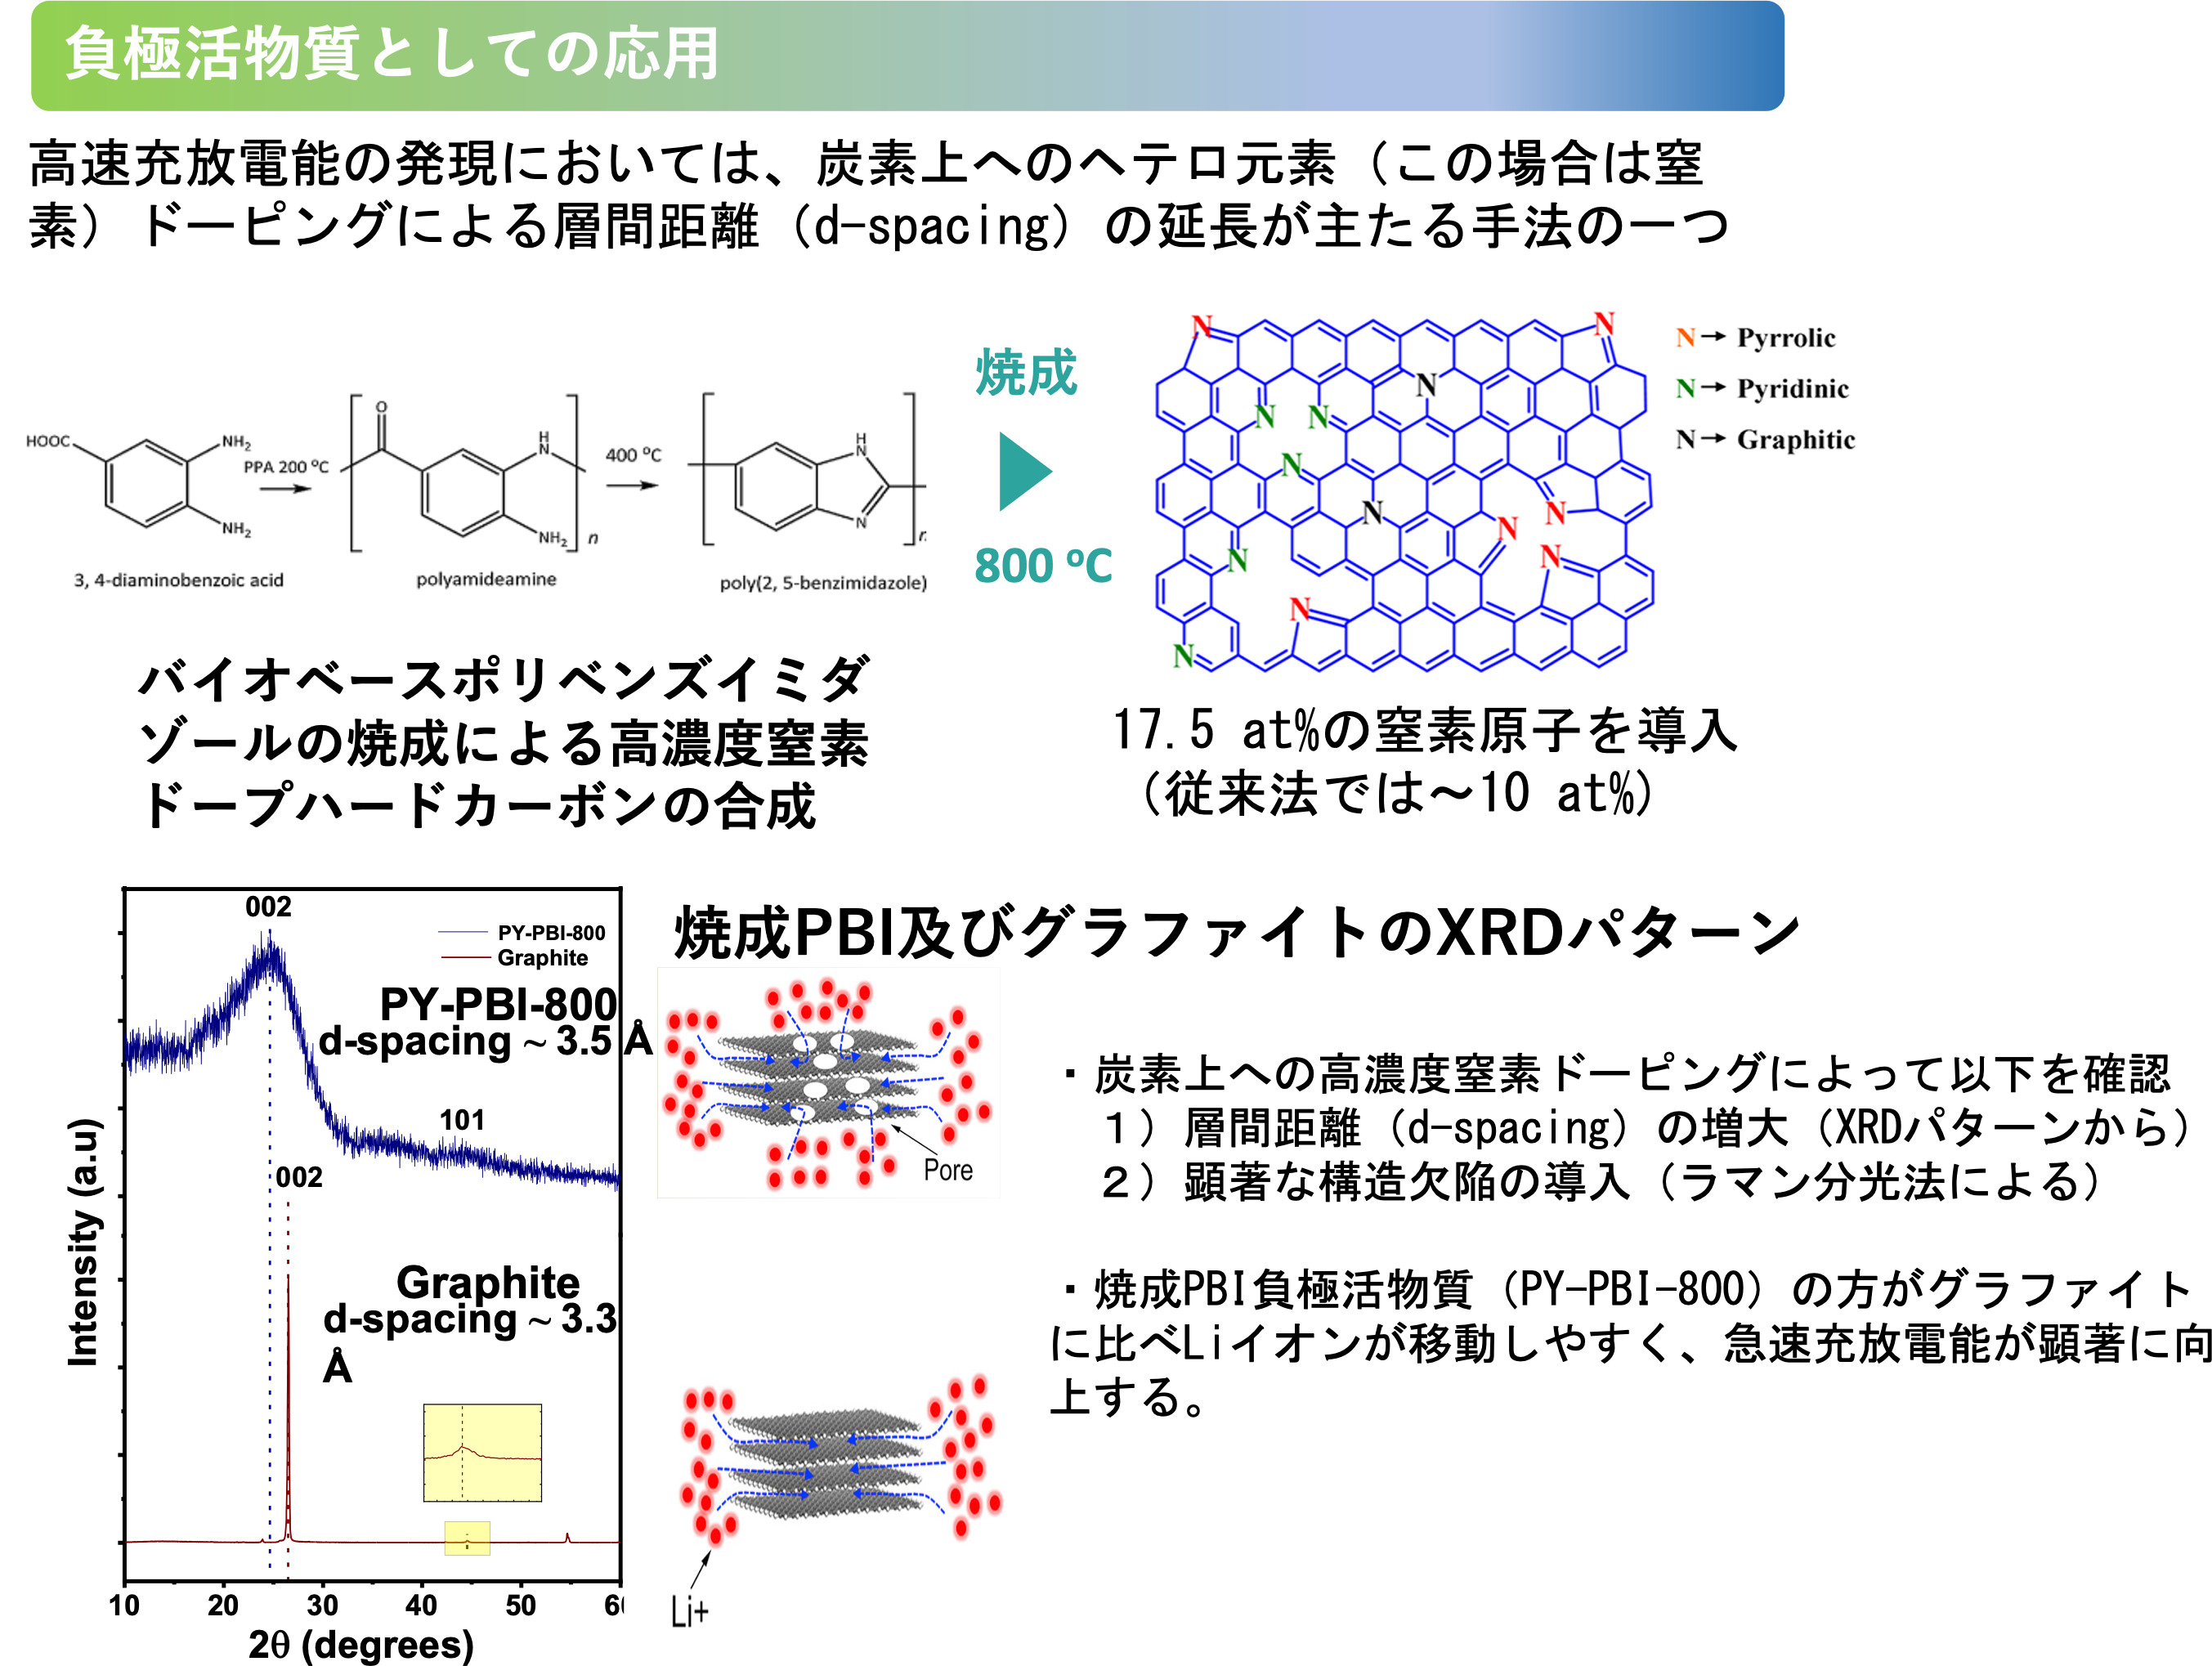 負極活物質としての応用
高速充放電能の発現においては、炭素上へのヘテロ元素（この場合は窒
素）ドーピングによる層間距離（d-spacing）の延長が主たる手法の一つ
HOOC
NH2
NH2
3, 4-diaminobenzoic acid
PPA 200 ºC
O
H
N
NH2
n
polyamideamine
400 ºC
H
N
N
poly(2, 5-benzimidazole)
焼成
800 ºC
N
N
N
N
N
N
N
N
N
N
N
N
N
N→ Pyrrolic
N→ Pyridinic
N→ Graphitic
バイオベースポリベンズイミダ
ゾールの焼成による高濃度窒素
ドープハードカーボンの合成
17.5 at%の窒素原子を導入
（従来法では～10 at%）
002
PY-PBI-800
Graphite
PY-PBI-800
d-spacing ~ 3.5 Å
101
002
Graphite
d-spacing ~ 3.3
Å
Intensity (a.u)
10
20
30
40
50
2θ (degrees)
焼成PBI及びグラファイトのXRDパターン
Pore
Li+
・炭素上への高濃度窒素ドーピングによって以下を確認
１）層間距離（d-spacing）の増大（XRDパターンから）
２）顕著な構造欠陥の導入（ラマン分光法による）
・焼成PBI負極活物質（PY-PBI-800）の方がグラファイト
に比べLiイオンが移動しやすく、急速充放電能が顕著に向
上する。